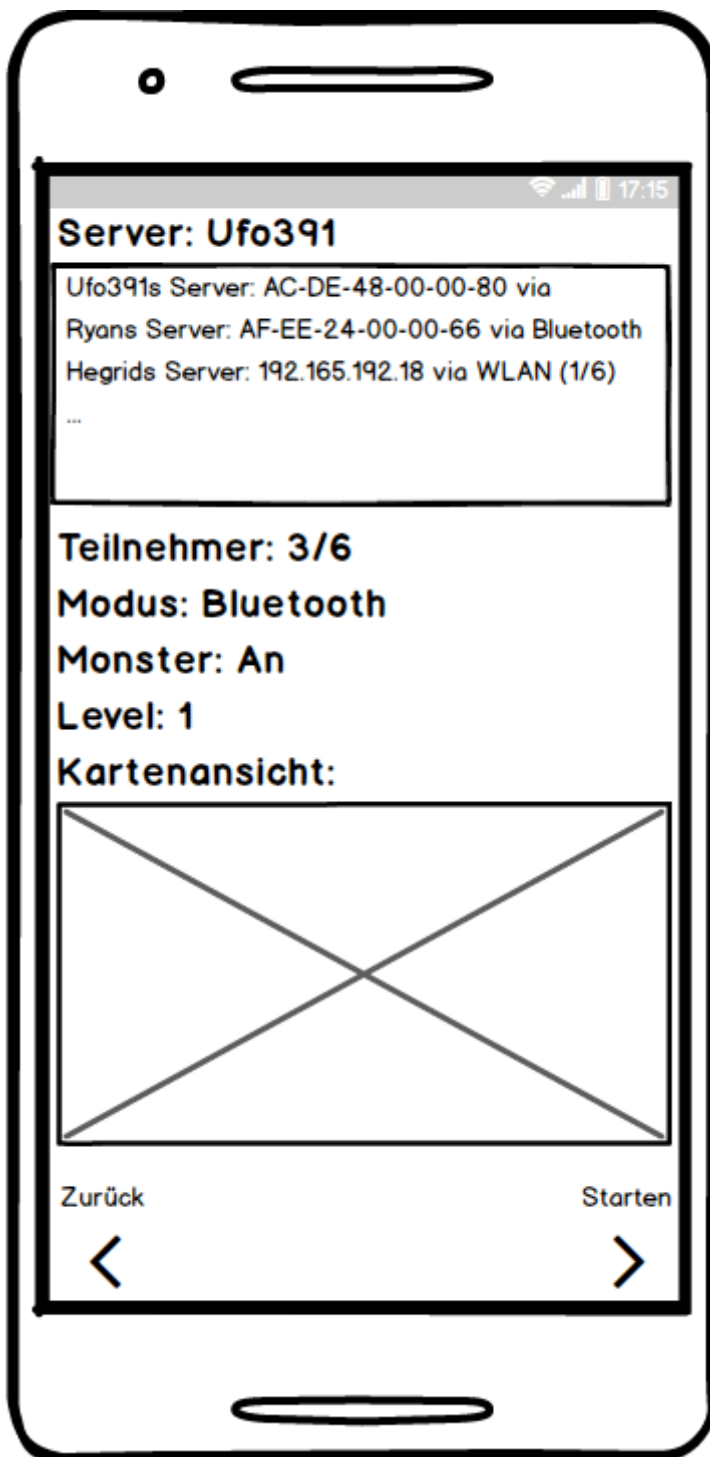 17:15
Server: Ufo391
Ufo391s Server: AC-DE-48-00-00-80 via
Ryans Server: AF-EE-24-00-00-66 via Bluetooth
Hegrids Server: 192.165.192.18 via WLAN (1/6)
...
Teilnehmer: 3/6
Modus: Bluetooth
Monster: An
Level: 1
Kartenansicht:
Zurück Starten